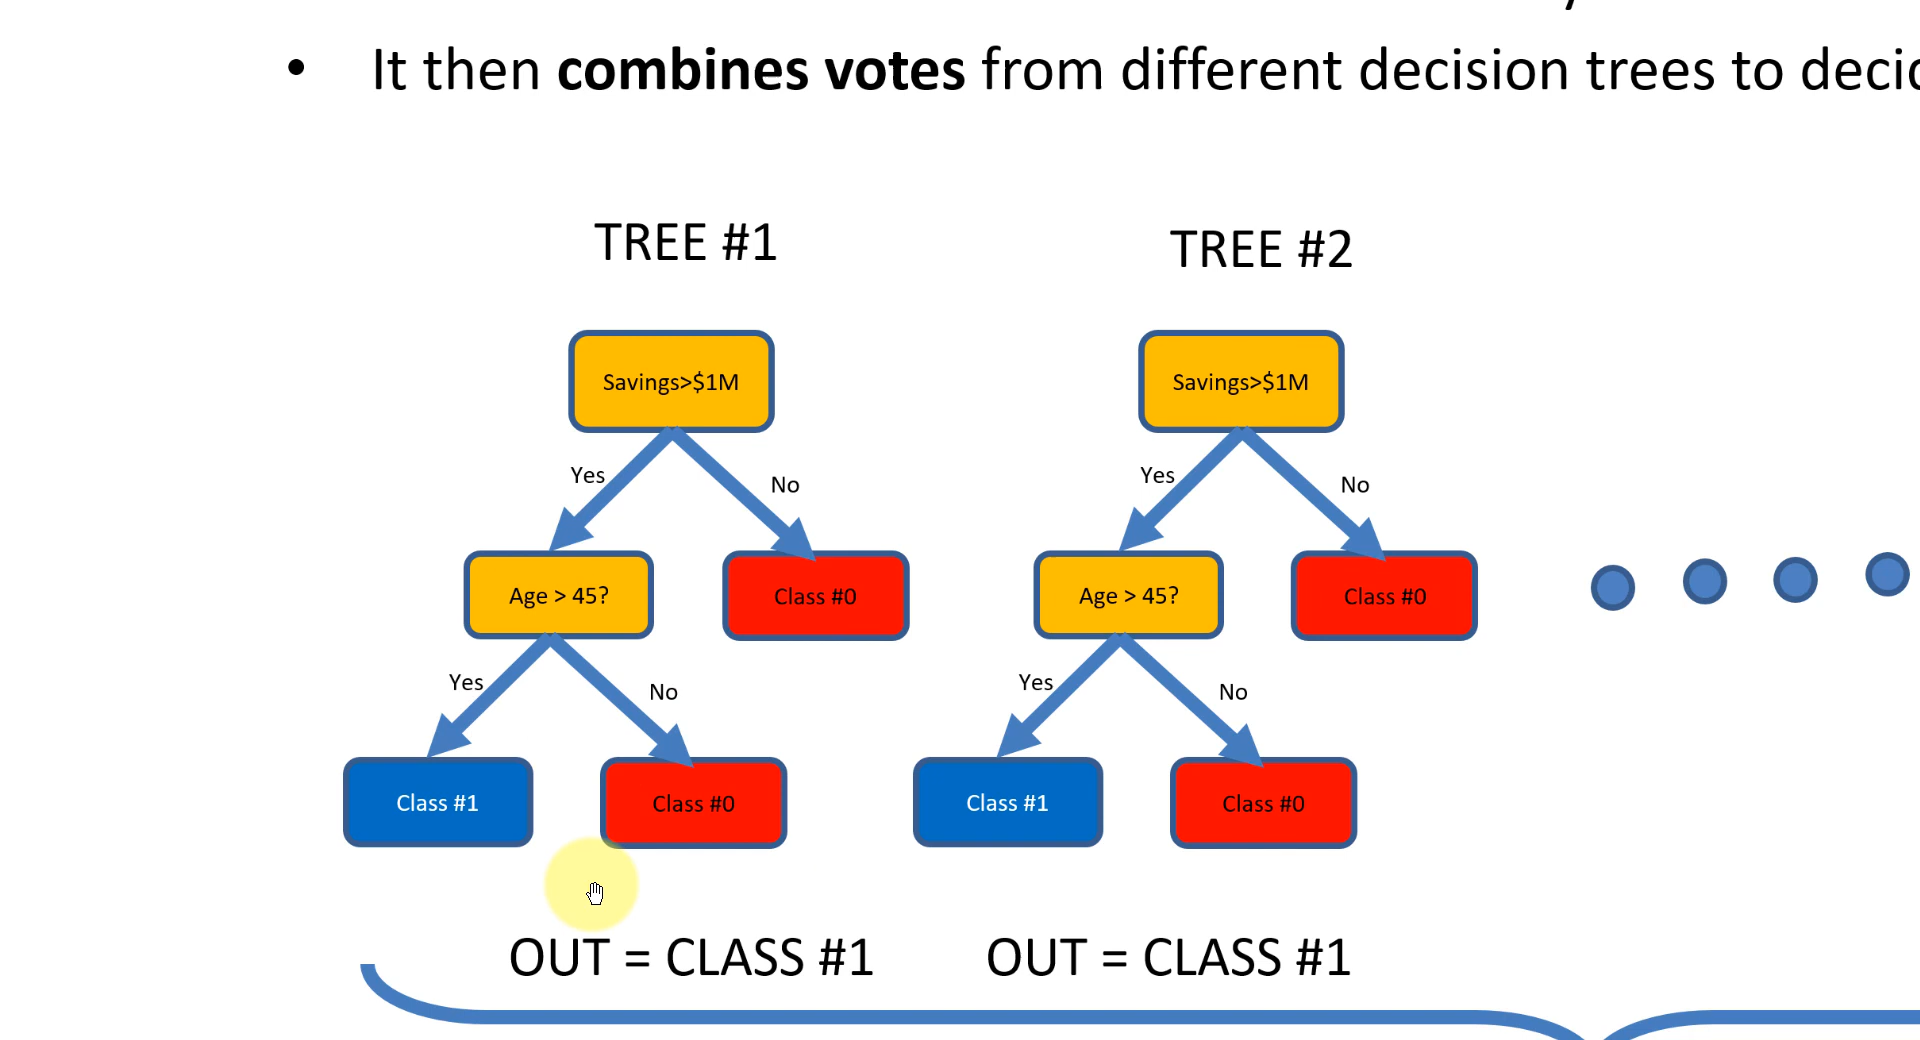 • It then combines votes from different decision trees to
TREE #1
TREE #2
Savings>$1M
Savings>$1M
Yes
No
Yes
No
Age > 45?
Class #0
Age > 45?
Class #0
Yes
No
Yes
No
Class #1
Class #0
Class #1
Class #0
OUT = CLASS #1
OUT = CLASS #1